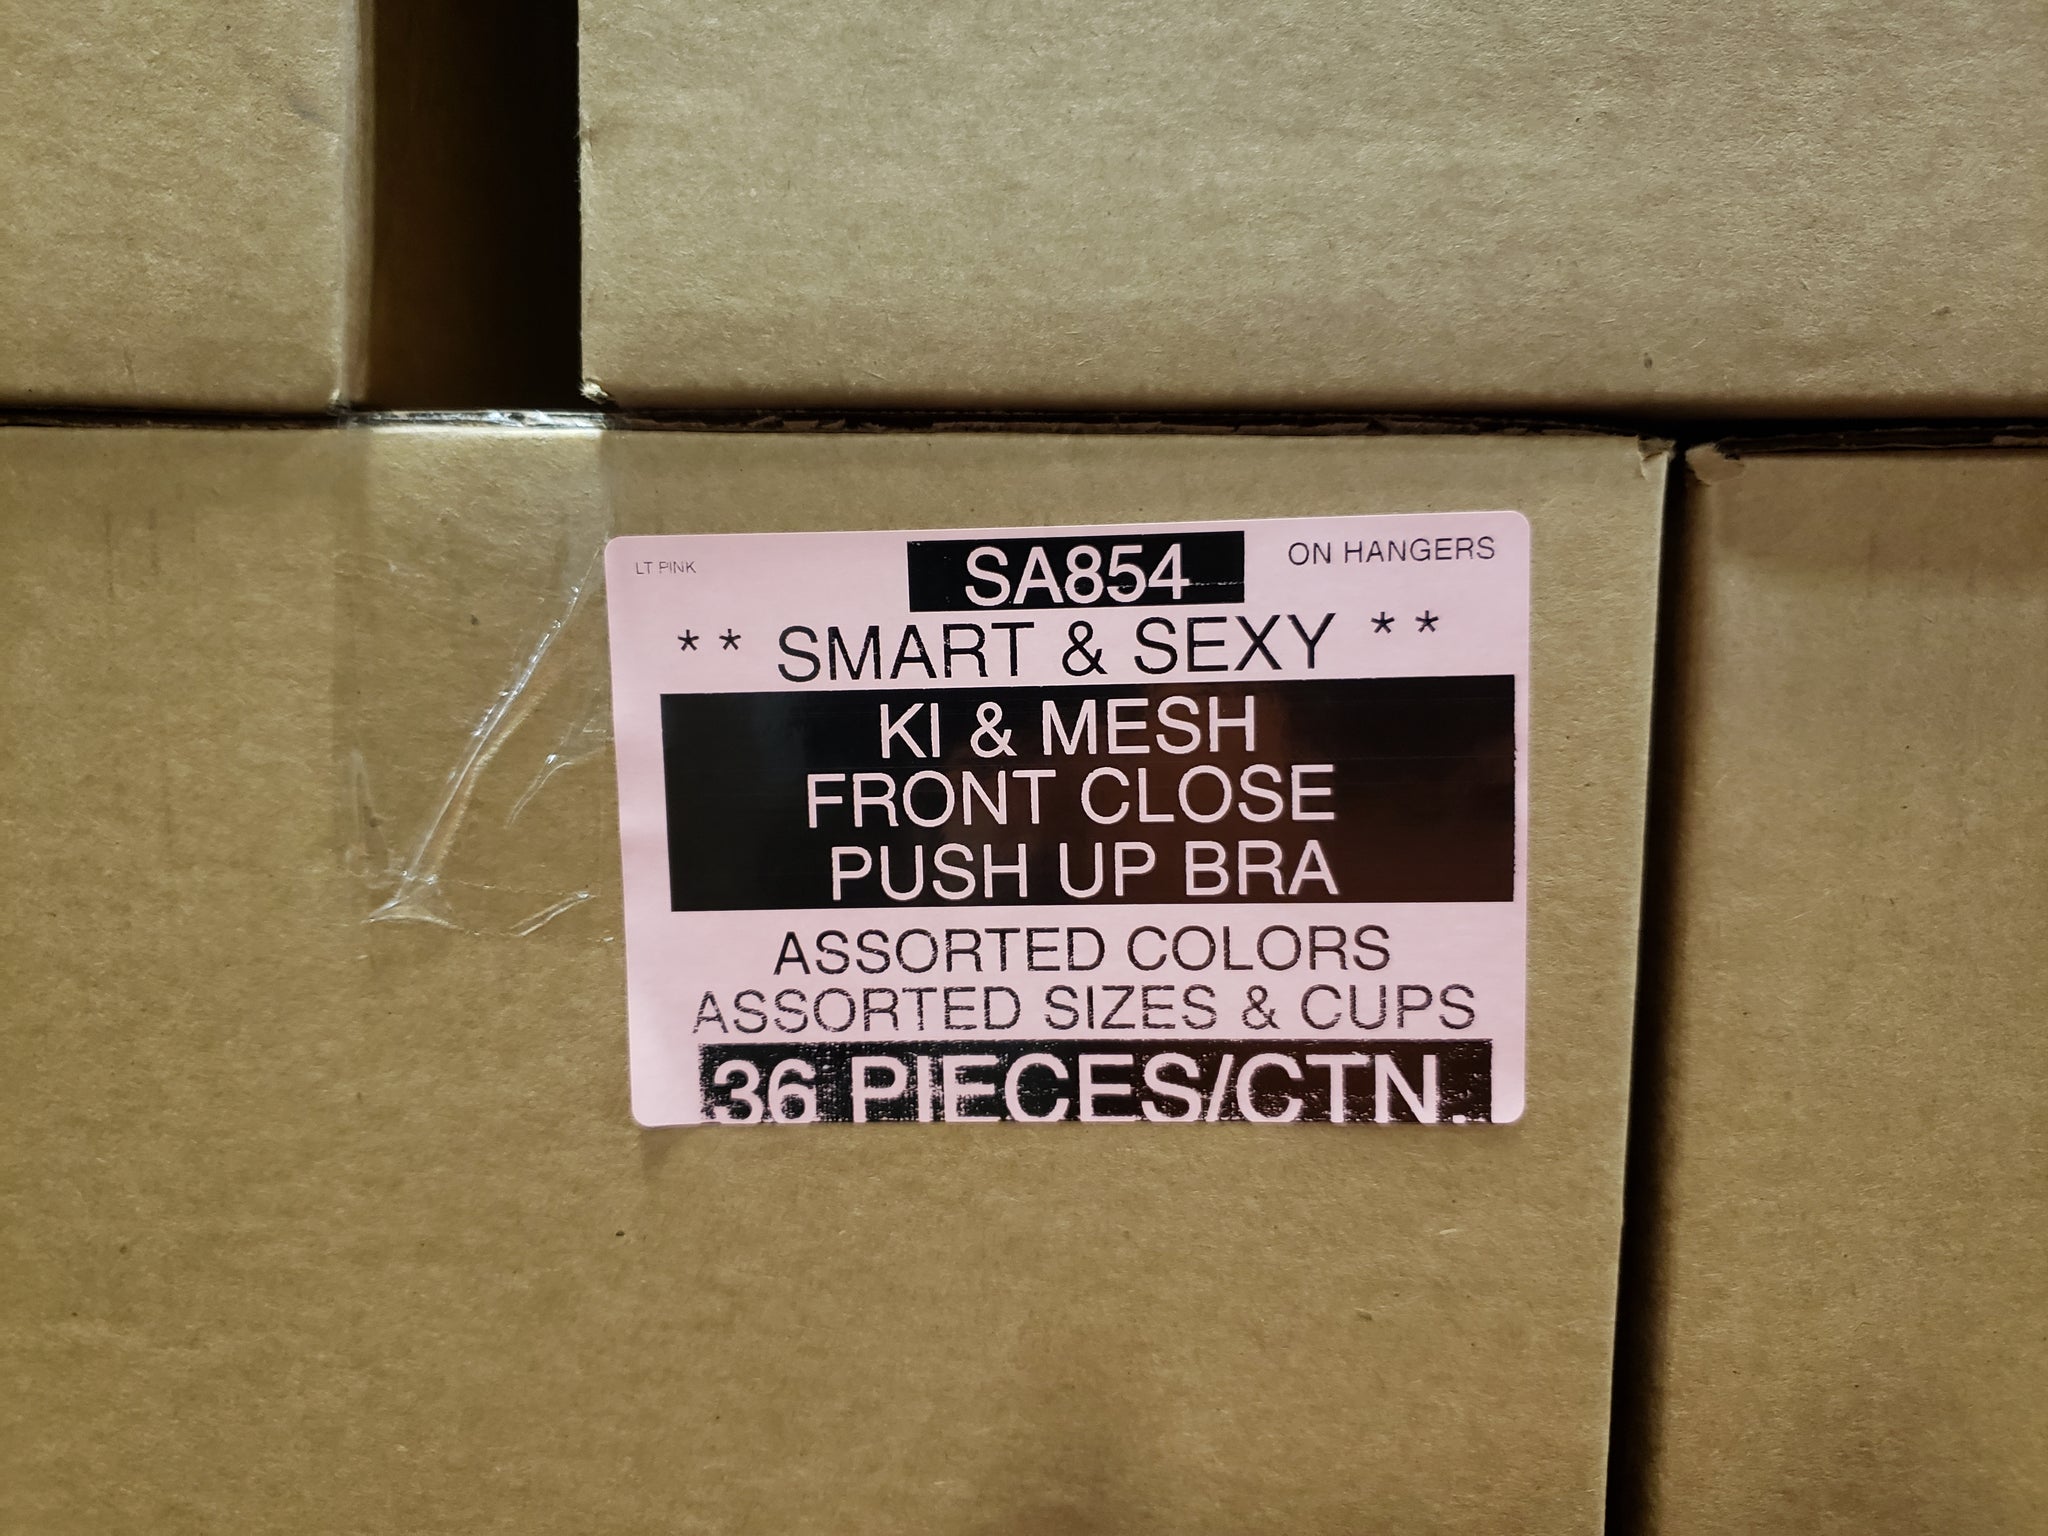 LT PINK
SA854
ON HANGERS
** SMART & SEXY **
KI & MESH
FRONT CLOSE
PUSH UP BRA
ASSORTED COLORS
ASSORTED SIZES & CUPS
36 PIECES/CTN.